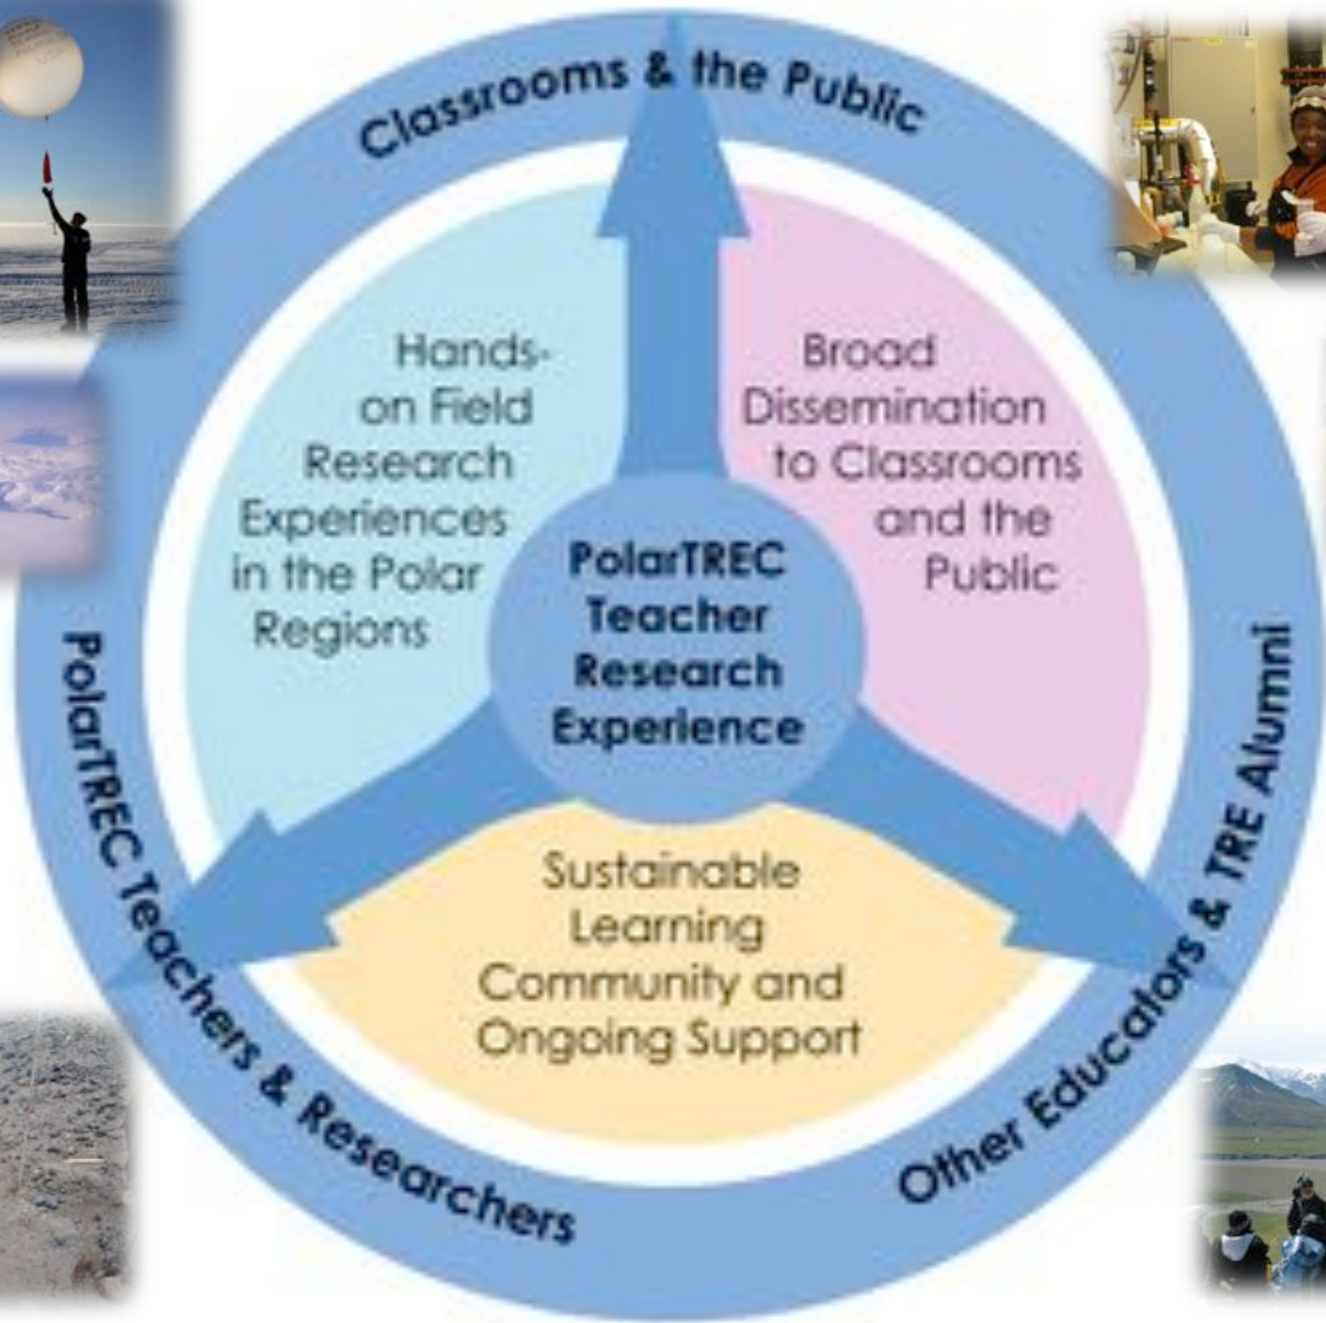 Classrooms & the Public
Hands-
on Field
Research
Experiences
in the Polar
Regions
Broad
Dissemination
to Classrooms
and the
Public
PolarTREC
Teacher
Research
Experience
Sustainable
Learning
Community and
Ongoing Support
PolarTREC Teachers & Researchers
Other Educators & TRE Alumni